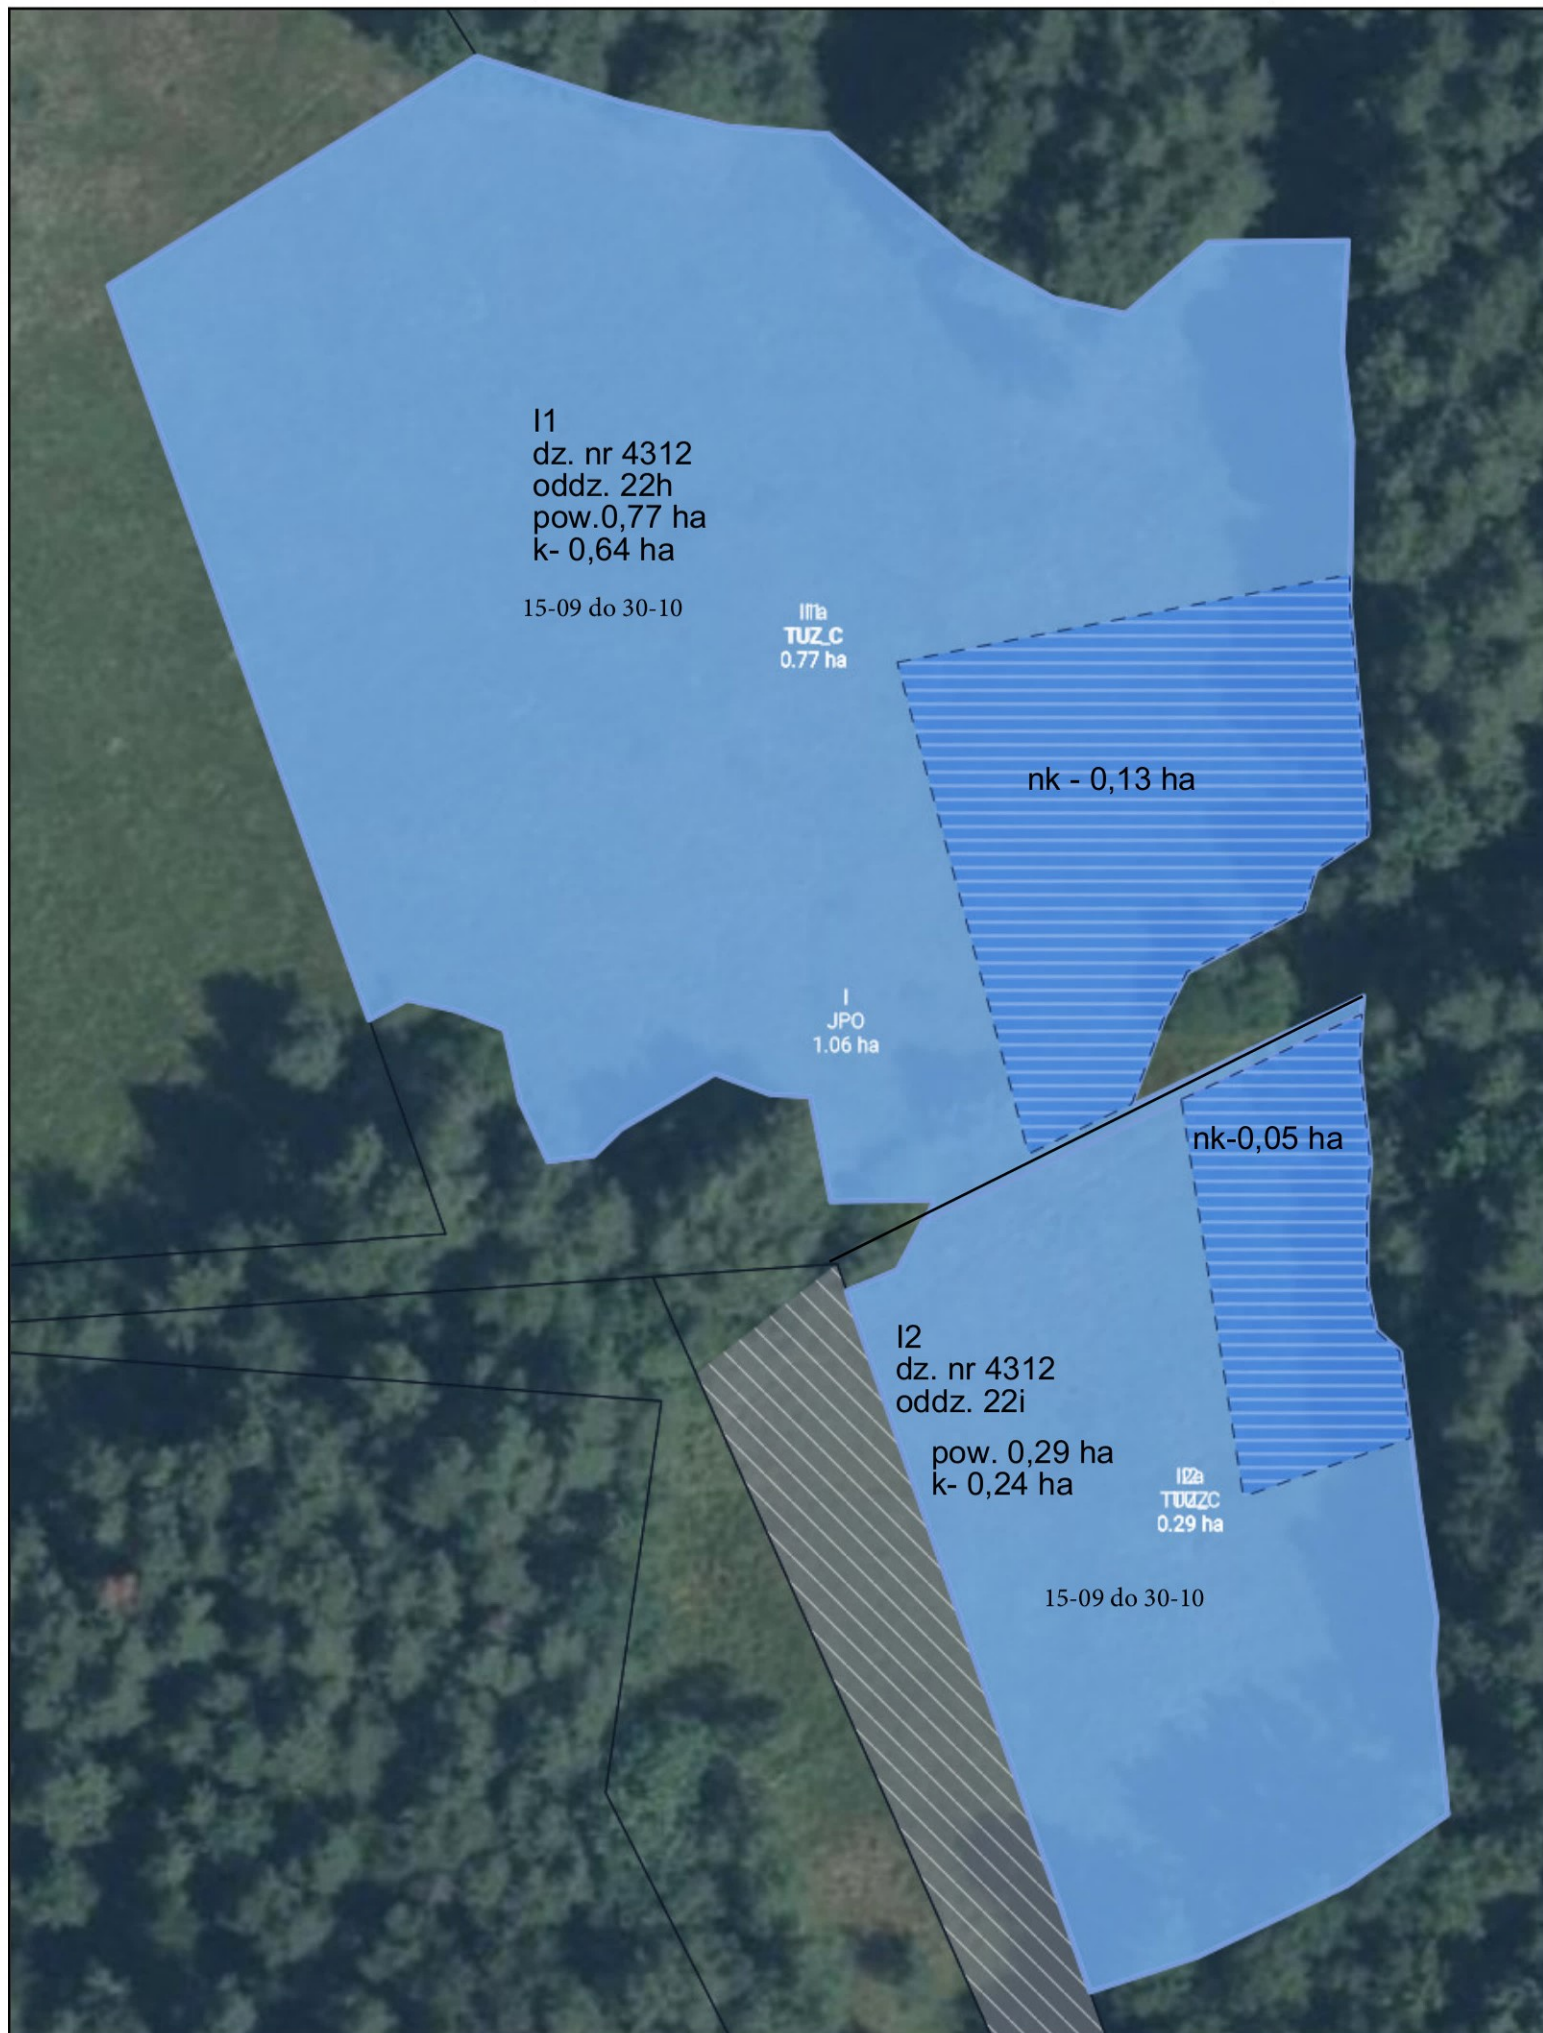 I1
dz. nr 4312
oddz. 22h
pow.0,77 ha
k- 0,64 ha
15-09 do 30-10
TUZ_C
0.77 ha
nk - 0,13 ha
I
JPO
1.06 ha
nk-0,05 ha
I2
dz. nr 4312
oddz. 22i
pow. 0,29 ha
k- 0,24 ha
0.29 ha
15-09 do 30-10